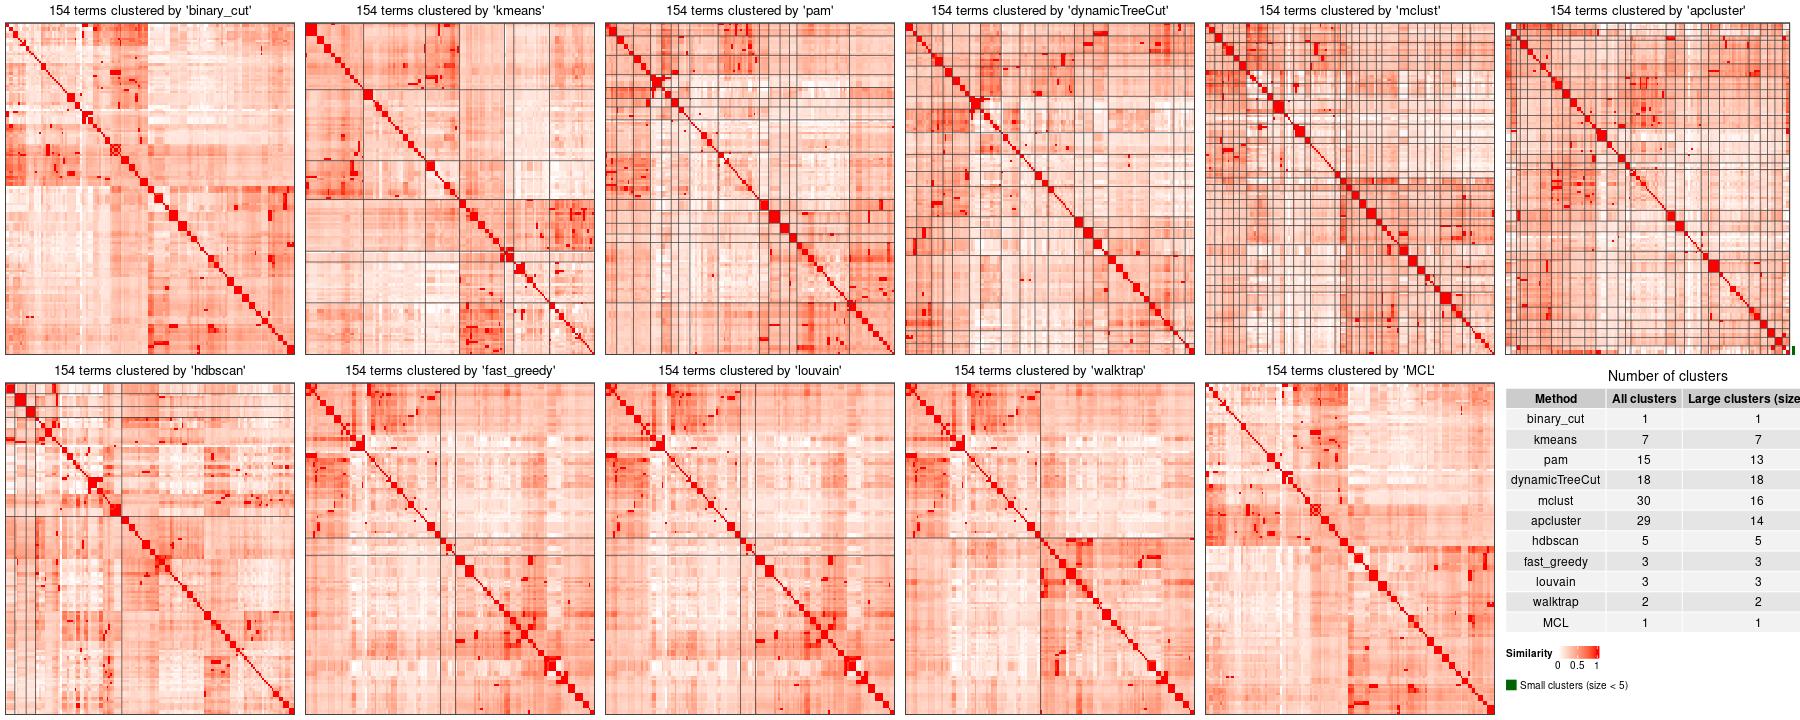 154 terms clustered by 'binary_cut'
154 terms clustered by 'kmeans'
154 terms clustered by 'pam'
154 terms clustered by 'dynamicTreeCut'
154 terms clustered by 'mclust'
154 terms clustered by 'apcluster'
154 terms clustered by 'hdbscan'
154 terms clustered by 'fast_greedy'
154 terms clustered by 'louvain'
154 terms clustered by 'walktrap'
154 terms clustered by 'MCL'
Number of clusters
Method All clusters Large clusters (size
binary_cut 1 1
kmeans 7 7
pam 15 13
dynamicTreeCut 18 18
mclust 30 16
apcluster 29 14
hdbscan 5 5
fast_greedy 3 3
louvain 3 3
walktrap 2 2
MCL 1 1
Similarity
0 0.5 1
Small clusters (size < 5)